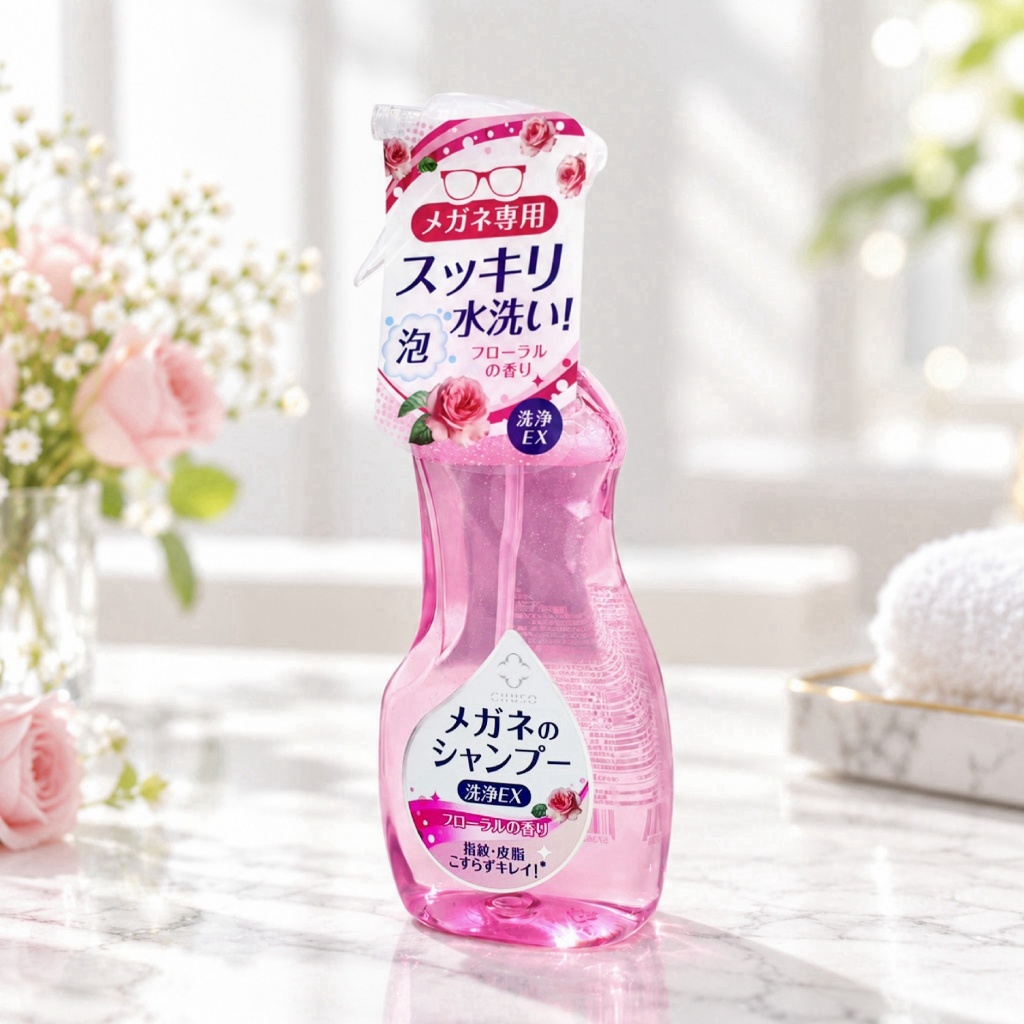 メガネ専用
スッキリ
水洗い!
泡
フローラル
の香り
洗浄
EX
メガネの
シャンプー
洗浄EX
フローラルの香り
指紋・皮脂
こすらずキレイ!*